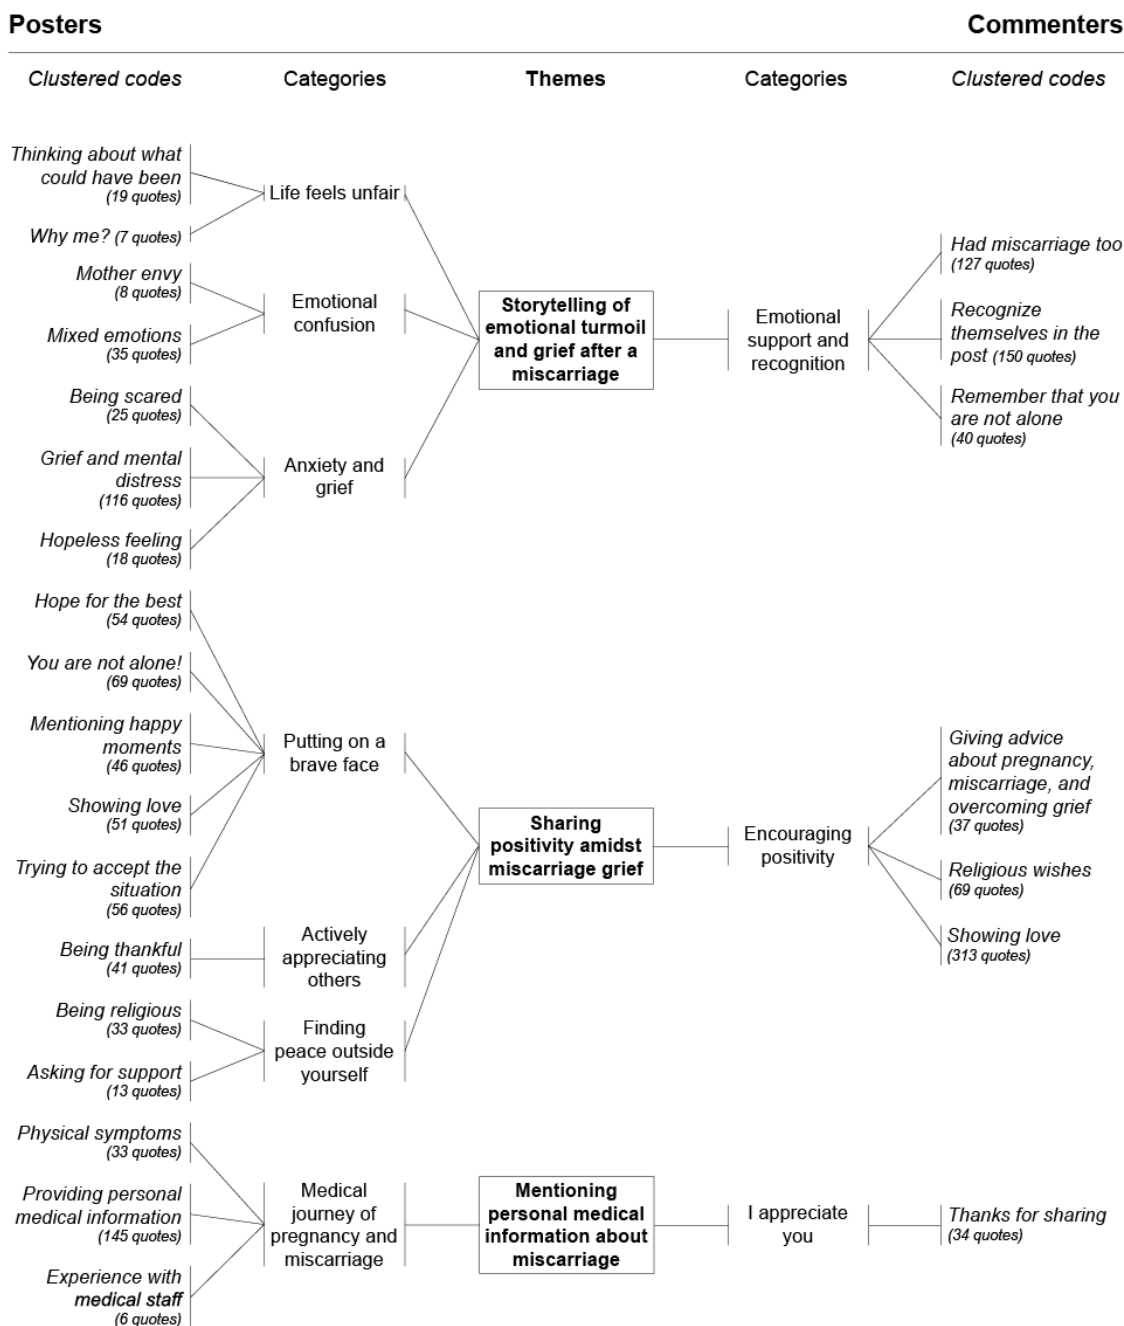 Posters
Commenters
Clustered codes
Categories
Themes
Categories
Clustered codes
Thinking about what
could have been
(19 quotes)
Why me? (7 quotes)
Life feels unfair
Mother envy
(8 quotes)
Mixed emotions
(35 quotes)
Emotional
confusion
Being scared
(25 quotes)
Grief and mental
distress
(116 quotes)
Hopeless feeling
(18 quotes)
Anxiety and
grief
Storytelling of
emotional turmoil
and grief after a
miscarriage
Emotional
support and
recognition
Had miscarriage too
(127 quotes)
Recognize
themselves in the
post (150 quotes)
Remember that you
are not alone
(40 quotes)
Hope for the best
(54 quotes)
You are not alone!
(69 quotes)
Mentioning happy
moments
(46 quotes)
Showing love
(51 quotes)
Trying to accept the
situation
(56 quotes)
Putting on a
brave face
Being thankful
(41 quotes)
Actively
appreciating
others
Being religious
(33 quotes)
Asking for support
(13 quotes)
Finding
peace outside
yourself
Sharing
positivity amidst
miscarriage grief
Encouraging
positivity
Giving advice
about pregnancy,
miscarriage, and
overcoming grief
(37 quotes)
Religious wishes
(69 quotes)
Showing love
(313 quotes)
Physical symptoms
(33 quotes)
Providing personal
medical information
(145 quotes)
Experience with
medical staff
(6 quotes)
Medical
journey of
pregnancy and
miscarriage
Mentioning
personal medical
information about
miscarriage
I appreciate
you
Thanks for sharing
(34 quotes)